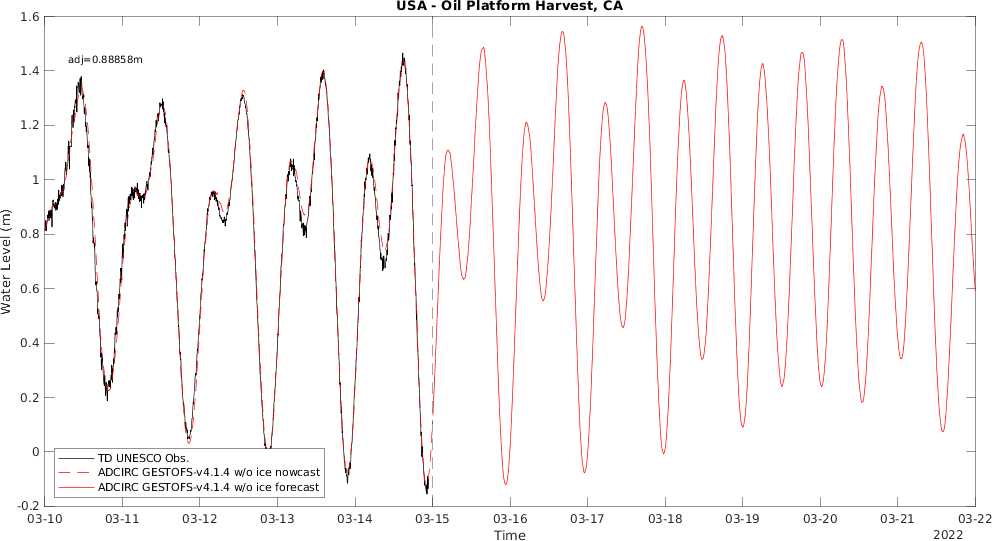 USA - Oil Platform Harvest, CA
adj=0.88858m
Water Level (m)
1.6
1.4
1.2
1
0.8
0.6
0.4
0.2
0
-0.2
TD UNESCO Obs.
ADCIRC GESTOFS-v4.1.4 w/o ice nowcast
ADCIRC GESTOFS-v4.1.4 w/o ice forecast
03-10 03-11 03-12 03-13 03-14 03-15 03-16 03-17 03-18 03-19 03-20 03-21 03-22
Time
2022